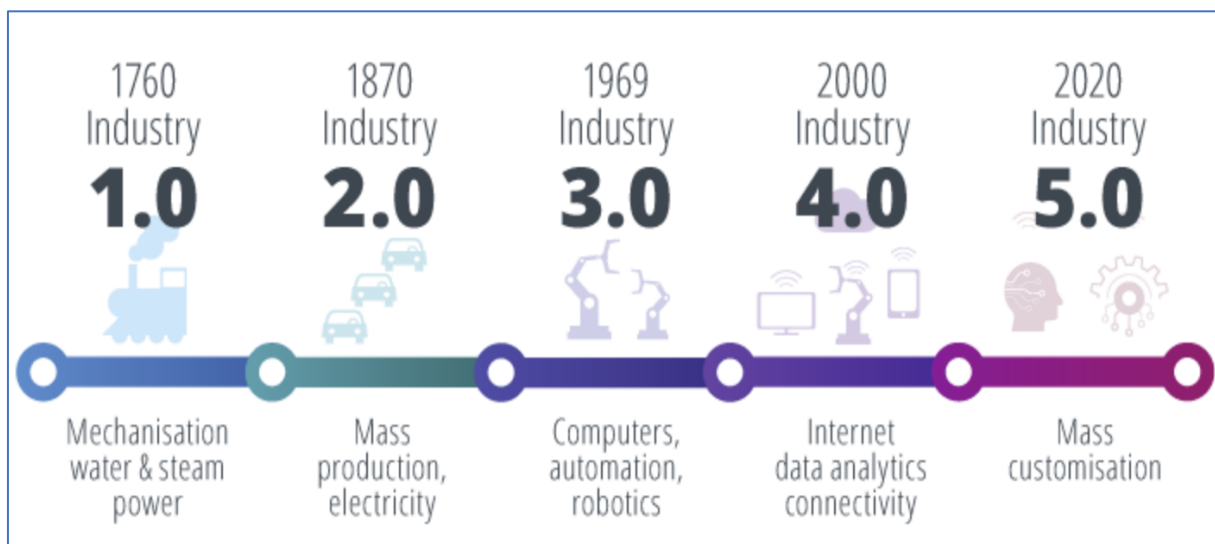 1760
Industry
1.0
1870
Industry
2.0
1969
Industry
3.0
2000
Industry
4.0
2020
Industry
5.0
Mechanisation
water & steam
power
Mass
production,
electricity
Computers,
automation,
robotics
Internet
data analytics
connectivity
Mass
customisation